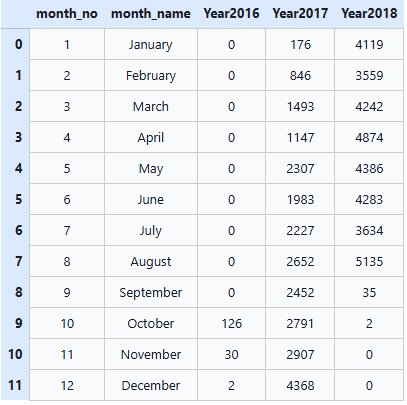 month_no month_name Year2016 Year2017 Year2018
0 1 January 0 176 4119
1 2 February 0 846 3559
2 3 March 0 1493 4242
3 4 April 0 1147 4874
4 5 May 0 2307 4386
5 6 June 0 1983 4283
6 7 July 0 2227 3634
7 8 August 0 2652 5135
8 9 September 0 2452 35
9 10 October 126 2791 2
10 11 November 30 2907 0
11 12 December 2 4368 0